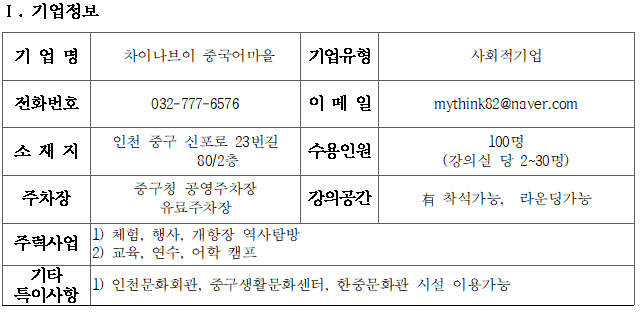 Ⅰ. 기업정보
기 업 명 차이나브이 중국어마을 기업유형 사회적기업
전화번호 032-777-6576 이 메 일 mythink82@naver.com
소 재 지 인천 중구 신포로 23번길 80/2층 수용인원 100명 (강의실 당 2~30명)
주차장 중구청 공영주차장 유료주차장 강의공간 有 착석가능, 라운딩가능
주력사업 1) 체험, 행사, 개항장 역사탐방
2) 교육, 연수, 어학 캠프
기타 특이사항 1) 인천문화회관, 중구생활문화센터, 한중문화관 시설 이용가능